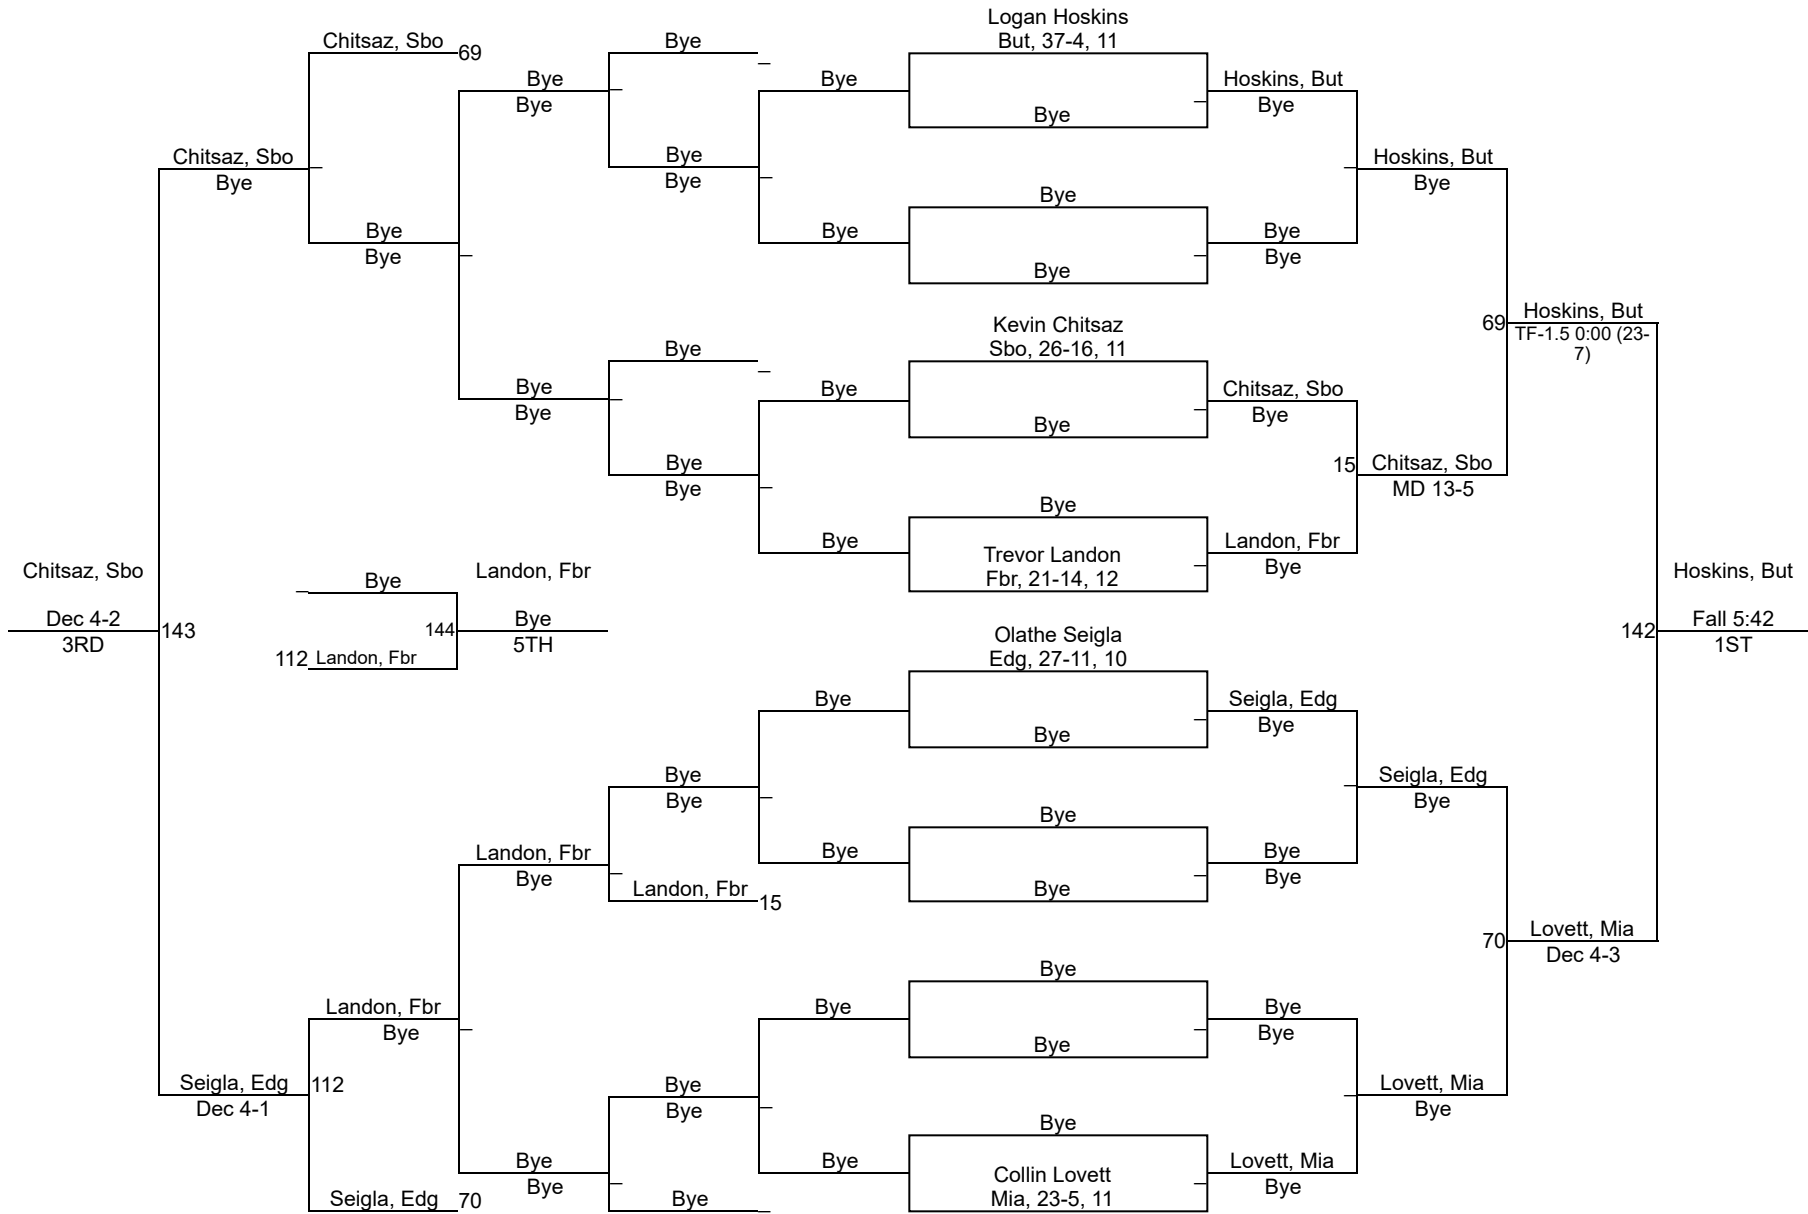 Logan Hoskins
But, 37-4, 11
Chitsaz, Sbo
69
Bye
Bye
Bye
Bye
Hoskins, But
Bye
Bye
Bye
Chitsaz, Sbo
Bye
Bye
Bye
Hoskins, But
Bye
Bye
Bye
Bye
Bye
Bye
Bye
Bye
Bye
Kevin Chitsaz
Sbo, 26-16, 11
69
Hoskins, But
TF-1.5 0:00 (23-
7)
Bye
Bye
Bye
Bye
Chitsaz, Sbo
Bye
Bye
Bye
Bye
15
Chitsaz, Sbo
MD 13-5
Bye
Bye
Trevor Landon
Fbr, 21-14, 12
Landon, Fbr
Bye
Chitsaz, Sbo
Dec 4-2
3RD
143
Bye
112
Landon, Fbr
144
Landon, Fbr
Bye
5TH
Hoskins, But
142
Fall 5:42
1ST
Olathe Seigla
Edg, 27-11, 10
Bye
Bye
Seigla, Edg
Bye
Bye
Bye
Seigla, Edg
Bye
Bye
Bye
Bye
Bye
Bye
Landon, Fbr
Bye
Landon, Fbr
15
70
Lovett, Mia
Dec 4-3
Bye
Bye
Bye
Bye
Bye
Landon, Fbr
Bye
Seigla, Edg
Dec 4-1
112
Bye
Bye
Lovett, Mia
Bye
Bye
Bye
Collin Lovett
Mia, 23-5, 11
Lovett, Mia
Bye
Bye
Bye
Bye
Seigla, Edg
70